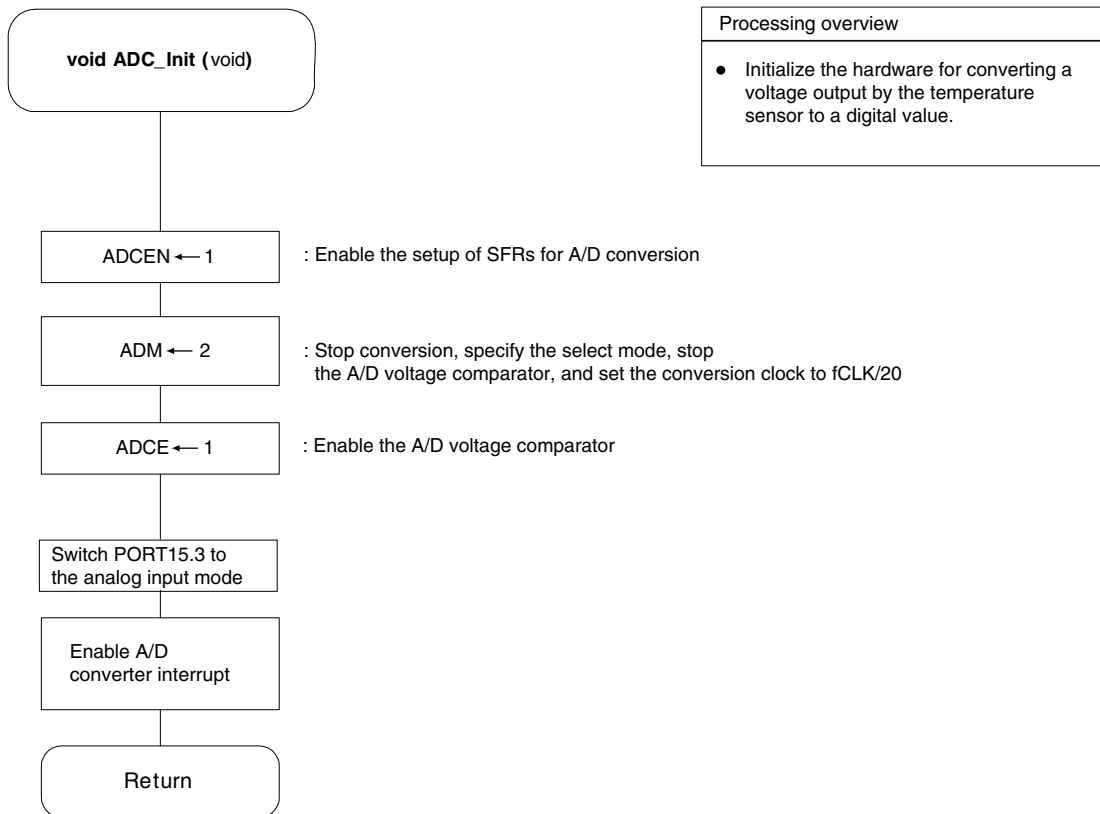 void ADC_Init (void)
Processing overview
● Initialize the hardware for converting a
voltage output by the temperature
sensor to a digital value.
ADCEN ← 1
: Enable the setup of SFRs for A/D conversion
ADM ← 2
: Stop conversion, specify the select mode, stop
the A/D voltage comparator, and set the conversion clock to fCLK/20
ADCE ← 1
: Enable the A/D voltage comparator
Switch PORT15.3 to
the analog input mode
Enable A/D
converter interrupt
Return